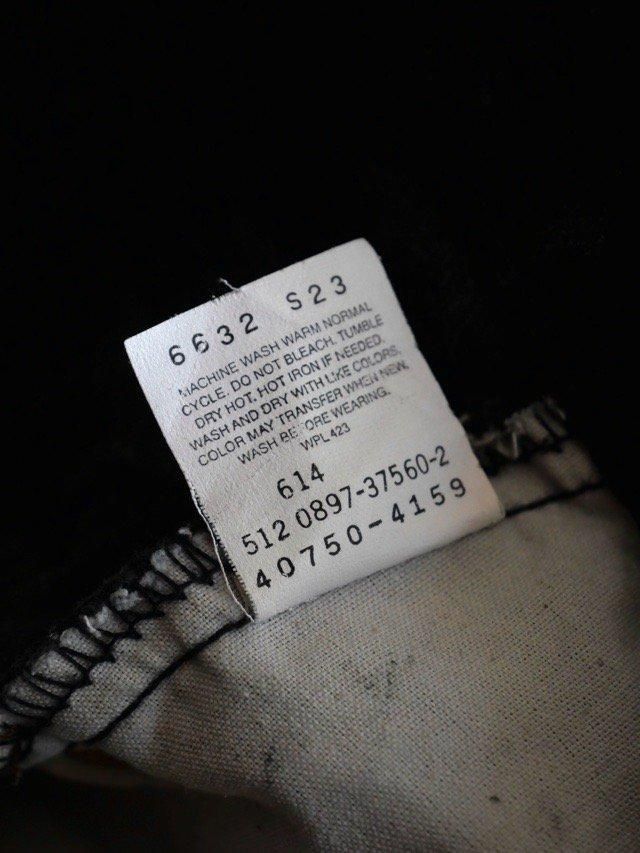 6632 S23
MACHINE WASH WARM NORMAL
CYCLE. DO NOT BLEACH. TUMBLE
DRY HOT. HOT IRON IF NEEDED.
WASH AND DRY WITH LIKE COLORS.
COLOR MAY TRANSFER WHEN NEW.
WASH BEFORE WEARING.
WPL 423
614
512 0897-37560-2
40750-4159